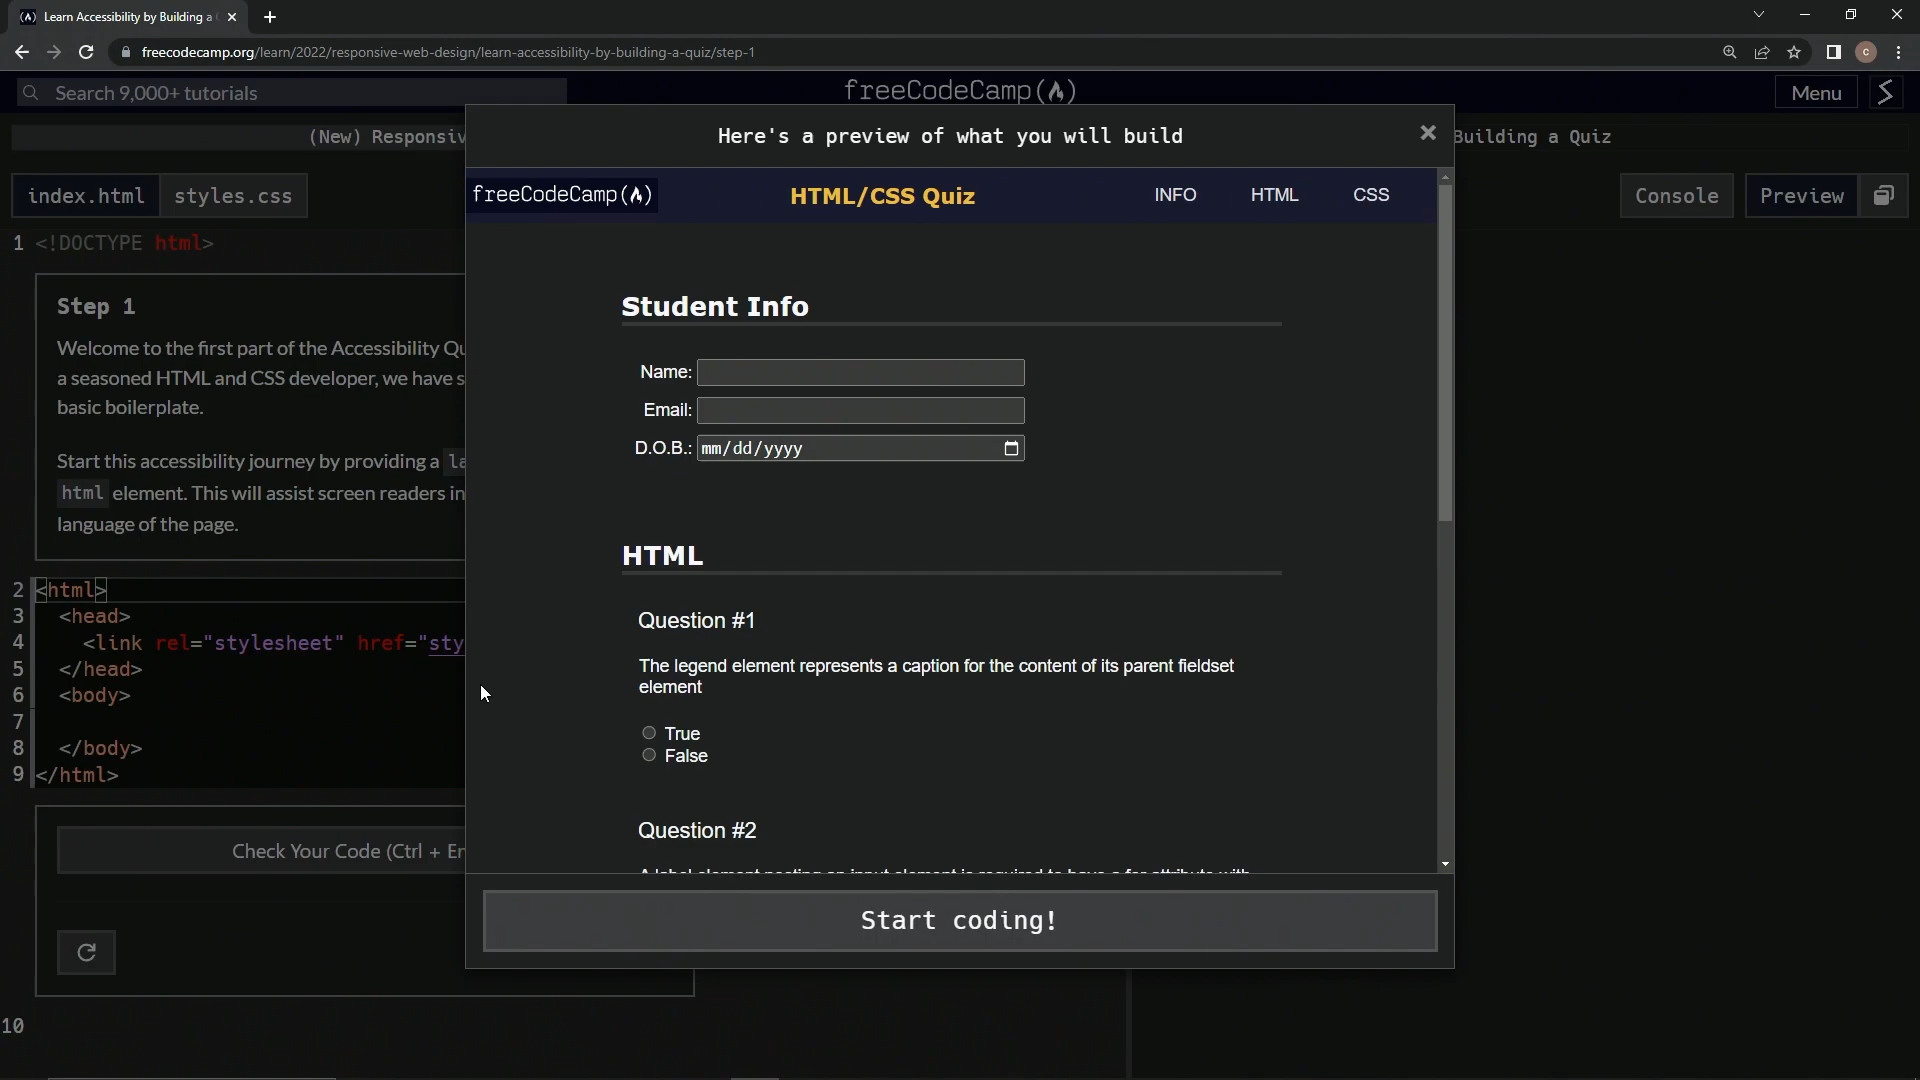 Learn Accessibility by Building a
freecodecamp.org/learn/2022/responsive-web-design/learn-accessibility-by-building-a-quiz/step-1
Search 9,000+ tutorials
freeCodeCamp
Menu
(New)
Building a Quiz
index.html
styles.css
Console
Preview
1 <!DOCTYPE html>
Step 1
Welcome to the first part of the Accessibility
a seasoned HTML and CSS developer, we have
basic boilerplate.
Start this accessibility journey by providing a
html element. This will assist screen readers in
language of the page.
2 <html>
3 <head>
4 <link rel="stylesheet" href="
5 </head>
6 <body>
7
8 </body>
9 </html>
Check Your Code (Ctrl +
10
Here's a preview of what you will build
freeCodeCamp
HTML/CSS Quiz
INFO
HTML
CSS
Student Info
Name:
Email:
D.O.B.: mm/dd/yyyy
HTML
Question #1
The legend element represents a caption for the content of its parent fieldset
element
True
False
Question #2
Start coding!